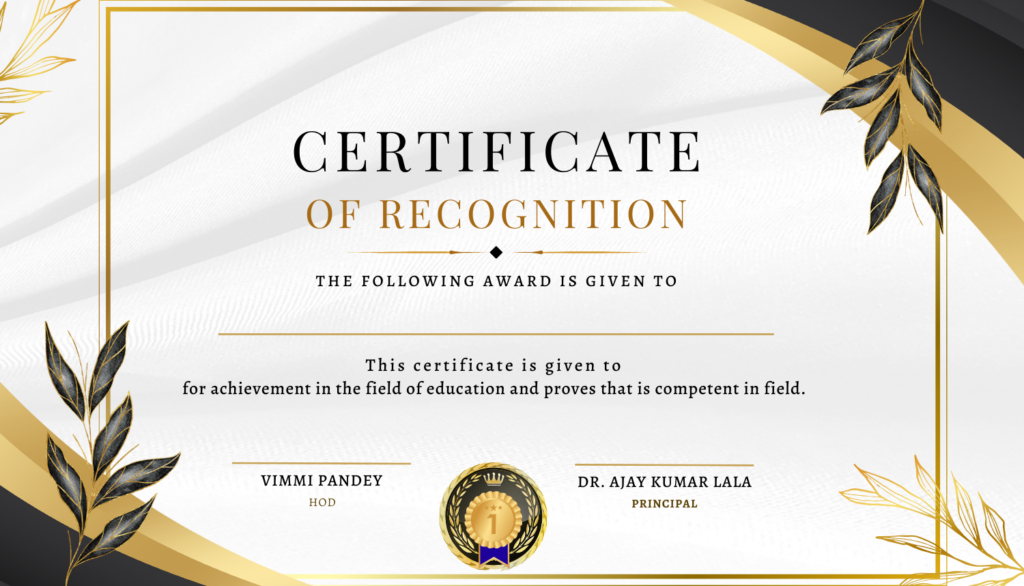 CERTIFICATE
OF RECOGNITION
THE FOLLOWING AWARD IS GIVEN TO
This certificate is given to
for achievement in the field of education and proves that is competent in field.
VIMMI PANDEY
HOD
1
DR. AJAY KUMAR LALA
PRINCIPAL